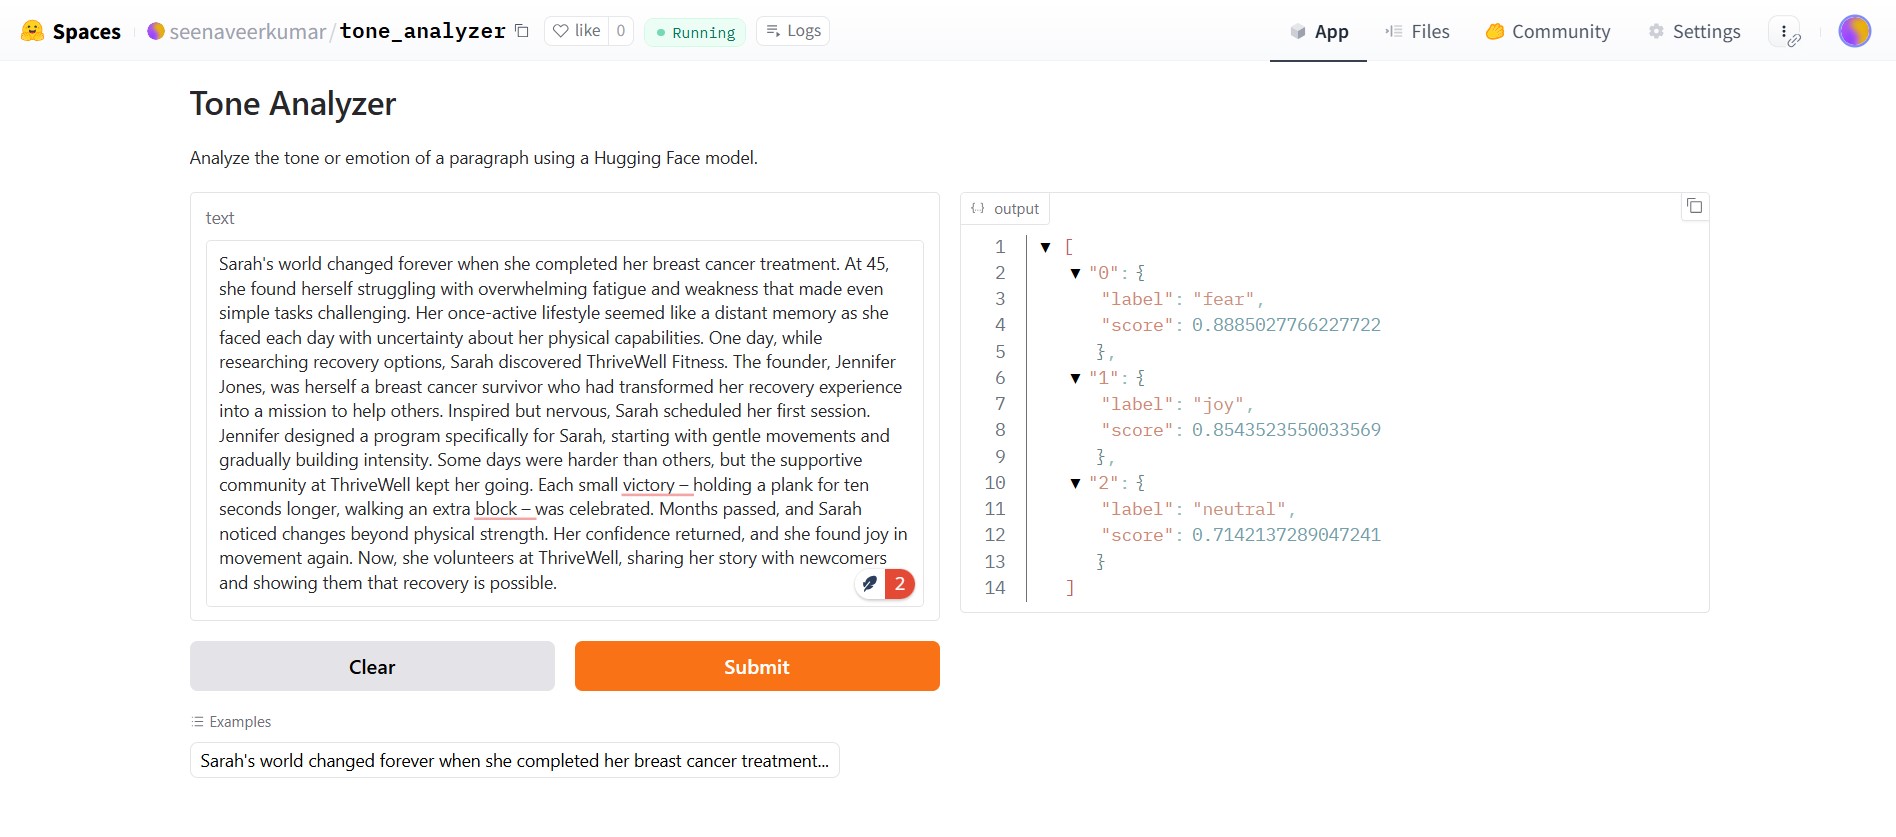 Spaces seenaveerkumar/tone_analyzer like 0 Running Logs App Files Community Settings
Tone Analyzer
Analyze the tone or emotion of a paragraph using a Hugging Face model.
text
Sarah's world changed forever when she completed her breast cancer treatment. At 45,
she found herself struggling with overwhelming fatigue and weakness that made even
simple tasks challenging. Her once-active lifestyle seemed like a distant memory as she
faced each day with uncertainty about her physical capabilities. One day, while
researching recovery options, Sarah discovered ThriveWell Fitness. The founder, Jennifer
Jones, was herself a breast cancer survivor who had transformed her recovery experience
into a mission to help others. Inspired but nervous, Sarah scheduled her first session.
Jennifer designed a program specifically for Sarah, starting with gentle movements and
gradually building intensity. Some days were harder than others, but the supportive
community at ThriveWell kept her going. Each small victory – holding a plank for ten
seconds longer, walking an extra block – was celebrated. Months passed, and Sarah
noticed changes beyond physical strength. Her confidence returned, and she found joy in
movement again. Now, she volunteers at ThriveWell, sharing her story with newcomers
and showing them that recovery is possible.
2
Clear
Submit
Examples
Sarah's world changed forever when she completed her breast cancer treatment...
{..} output
1 ▼ [
2 ▼ "0": {
3 "label": "fear",
4 "score": 0.8885027766227722
5 },
6 ▼ "1": {
7 "label": "joy",
8 "score": 0.8543523550033569
9 },
10 ▼ "2": {
11 "label": "neutral",
12 "score": 0.7142137289047241
13 }
14 ]